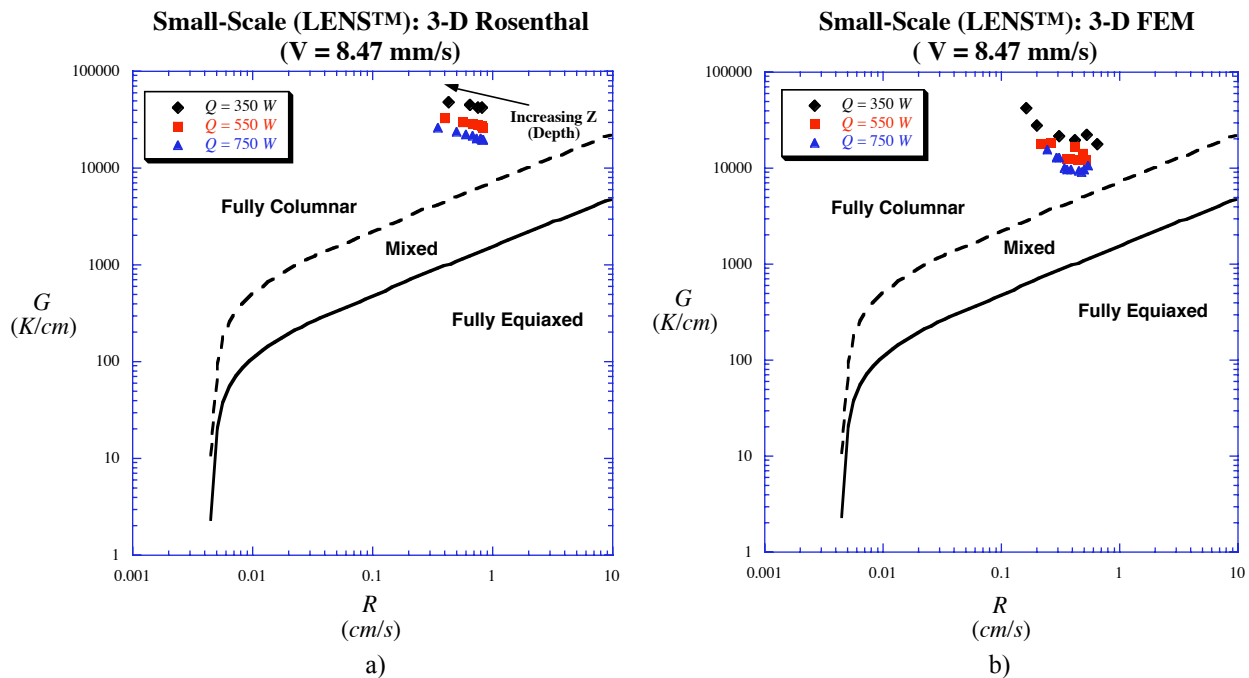 Small-Scale (LENS™): 3-D Rosenthal
(V = 8.47 mm/s)
100000
10000
1000
100
10
1
G
(K/cm)
Q = 350 W
Q = 550 W
Q = 750 W
Increasing Z
(Depth)
Fully Columnar
Mixed
Fully Equiaxed
0.001
0.01
0.1
1
10
R
(cm/s)
a)
Small-Scale (LENS™): 3-D FEM
( V = 8.47 mm/s)
100000
10000
1000
100
10
1
G
(K/cm)
Q = 350 W
Q = 550 W
Q = 750 W
Fully Columnar
Mixed
Fully Equiaxed
0.001
0.01
0.1
1
10
R
(cm/s)
b)